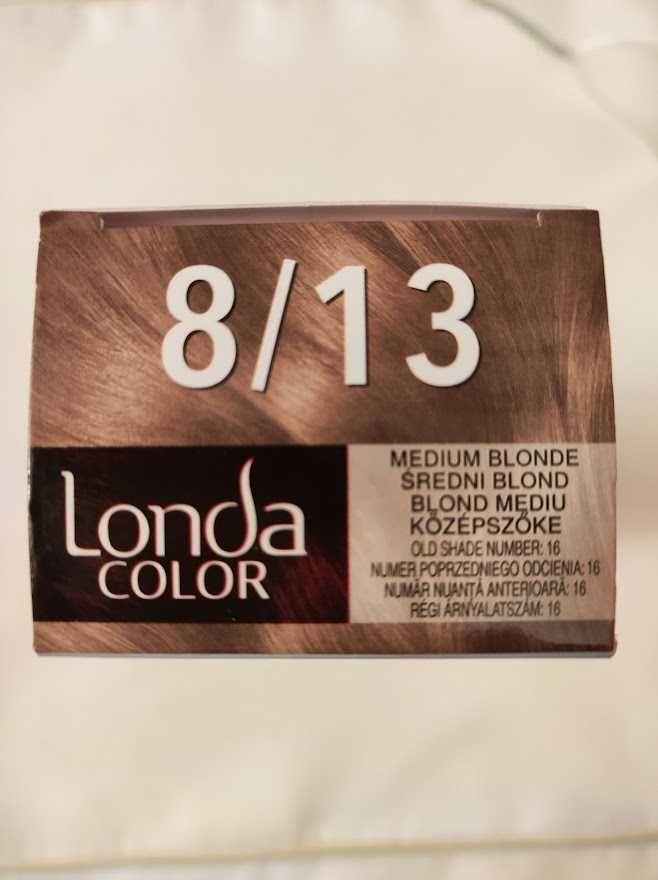 8/13
Londa
COLOR
MEDIUM BLONDE
ŚREDNI BLOND
BLOND MEDIU
KÖZÉPSZŐKE
OLD SHADE NUMBER: 16
NUMER POPRZEDNIEGO ODCIENIA: 16
NUMĂR NUANȚĂ ANTERIOARĂ: 16
RÉGI ÁRNYALATSZÁM: 16